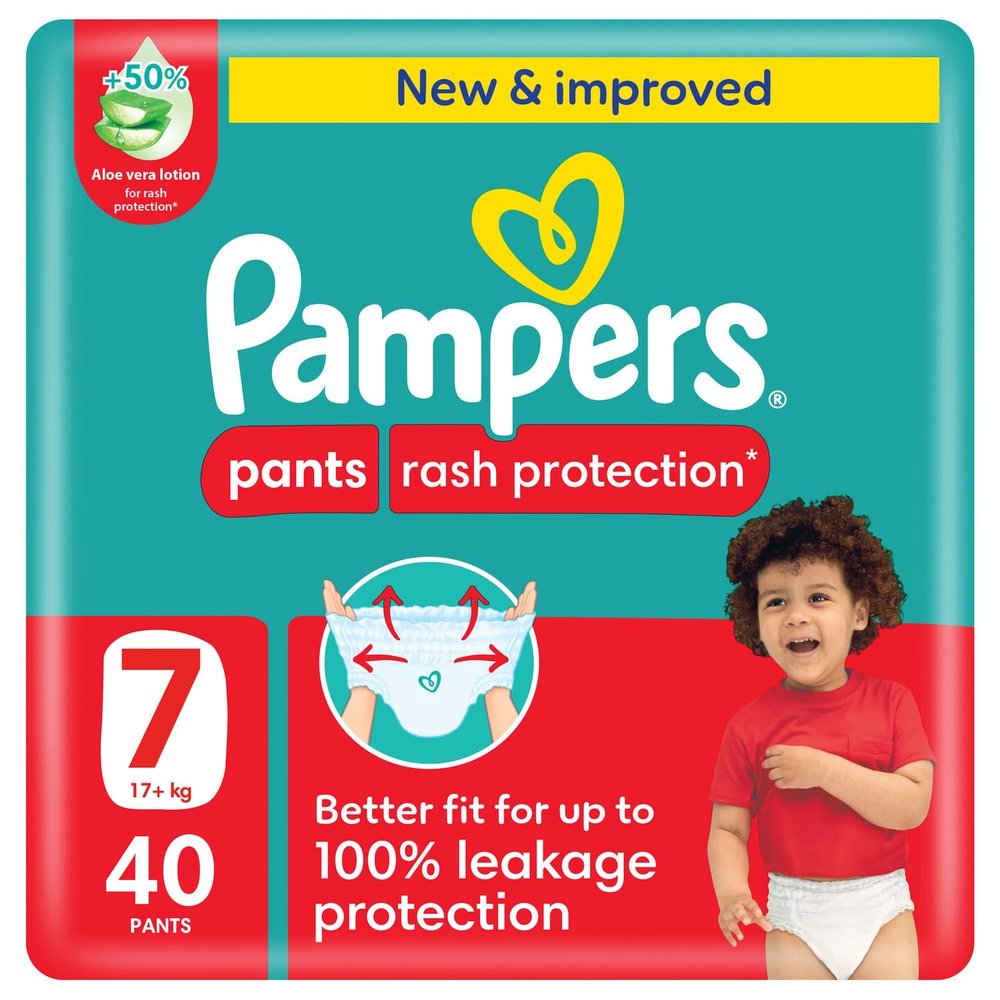 +50%
Aloe vera lotion
for rash
protection*
New & improved
Pampers®
pants rash protection*
7
17+ kg
40
PANTS
Better fit for up to
100% leakage
protection